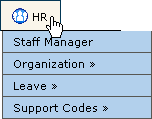 HR
Staff Manager
Organization »
Leave »
Support Codes »